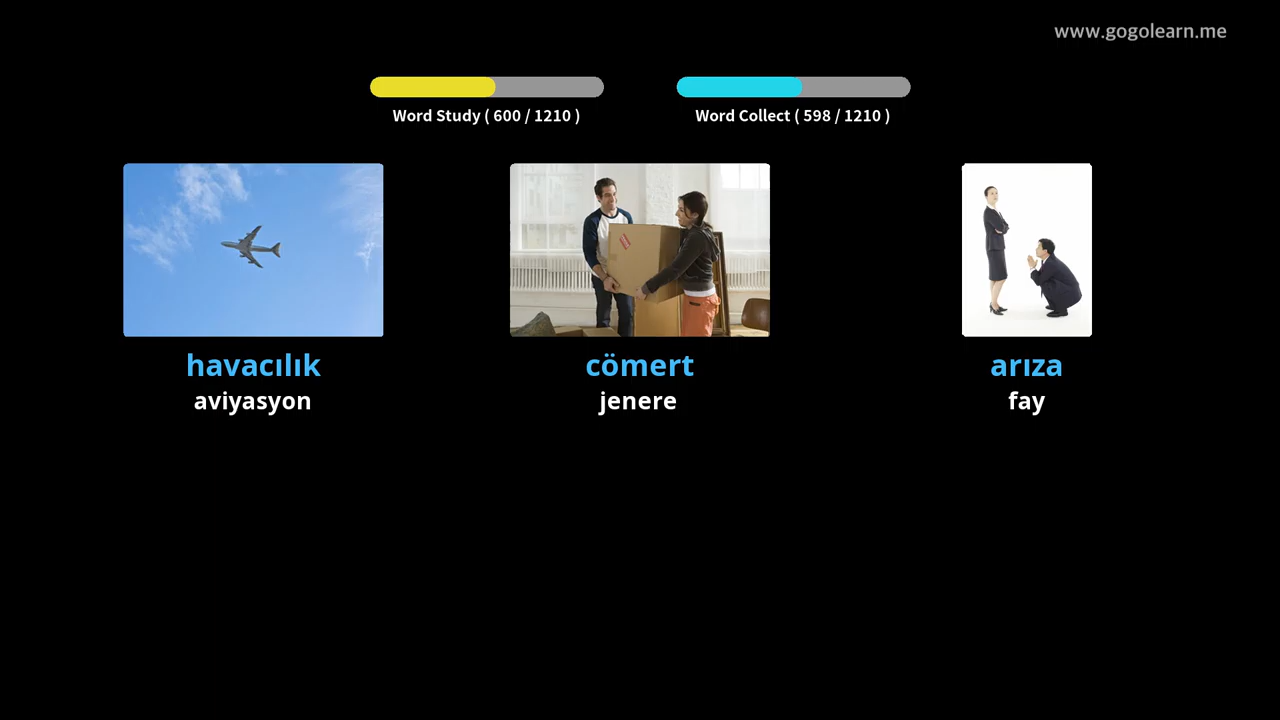 www.gogolearn.me
Word Study ( 600 / 1210 )
Word Collect ( 598 / 1210 )
havacılık
aviyasyon
cömert
jenere
arıza
fay